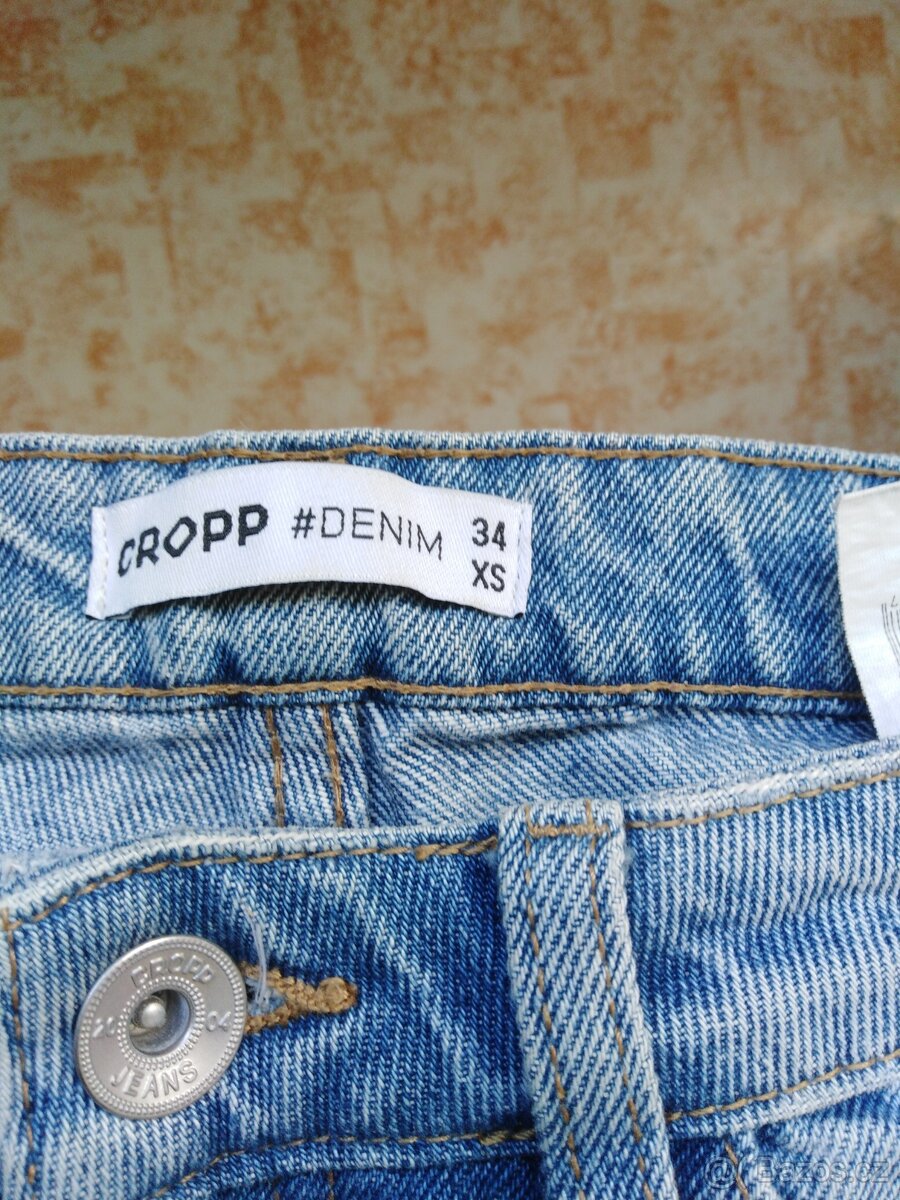 CROPP #DENIM 34
XS
CROPP
20 04
JEANS
Bazos.cz